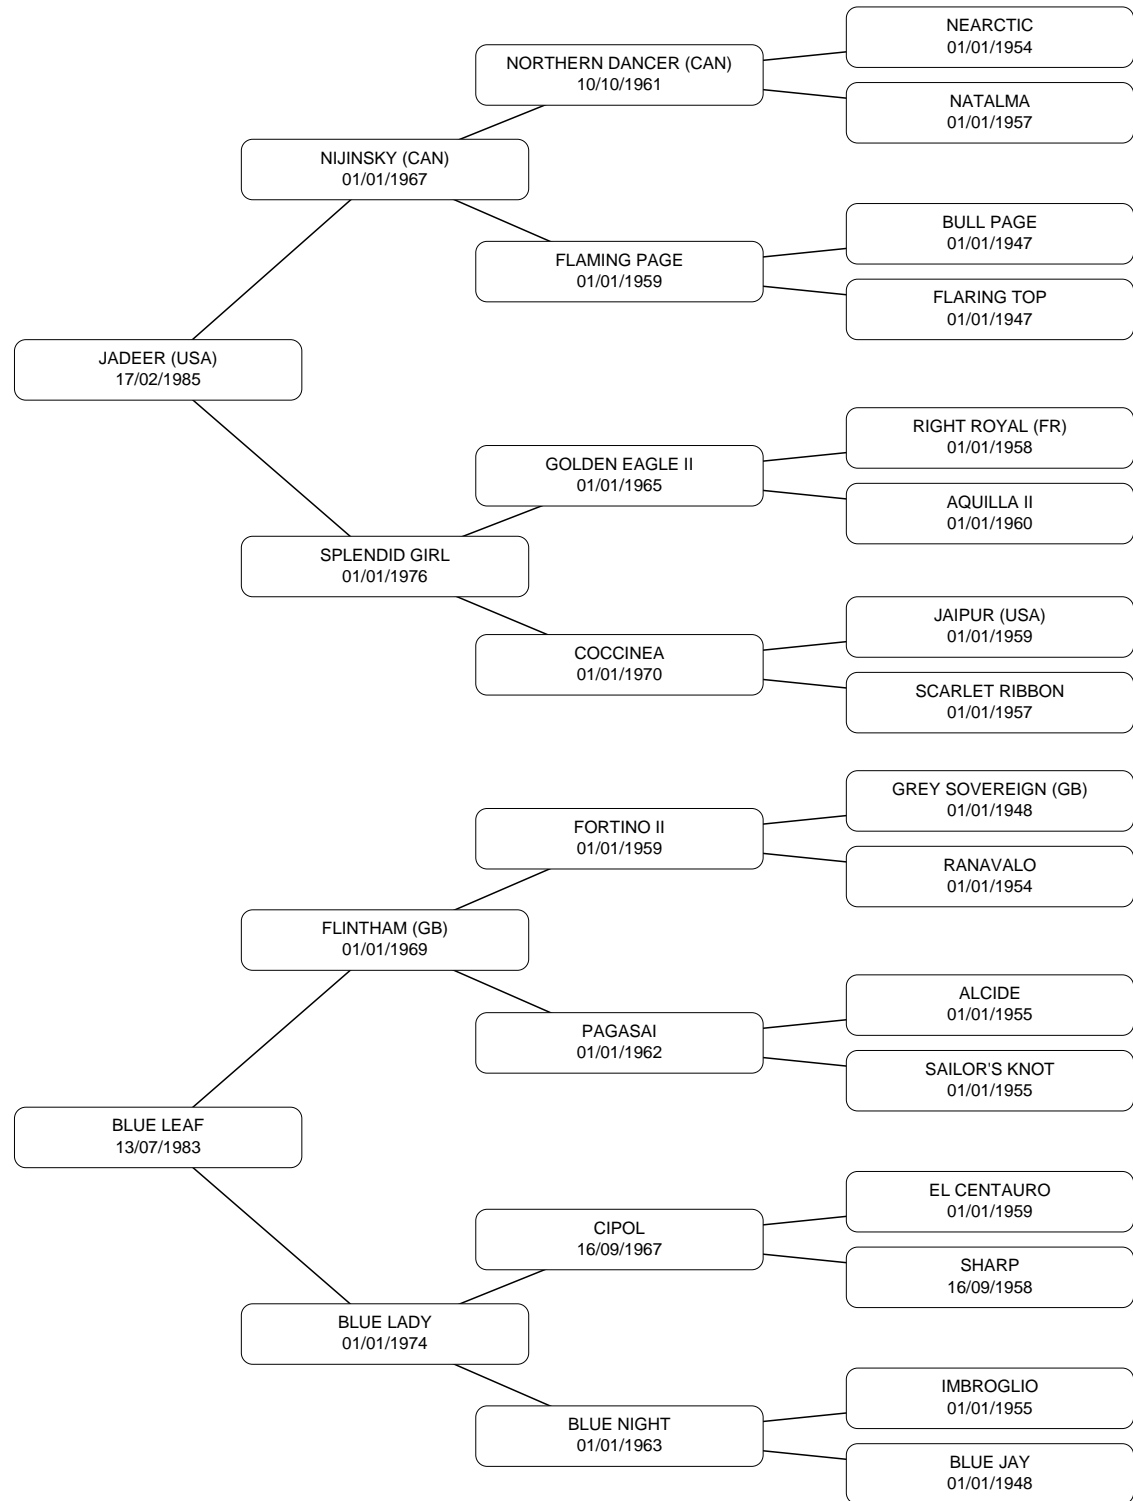 NEARCTIC
01/01/1954
NORTHERN DANCER (CAN)
10/10/1961
NATALMA
01/01/1957
NIJINSKY (CAN)
01/01/1967
BULL PAGE
01/01/1947
FLAMING PAGE
01/01/1959
FLARING TOP
01/01/1947
JADEER (USA)
17/02/1985
RIGHT ROYAL (FR)
01/01/1958
GOLDEN EAGLE II
01/01/1965
AQUILLA II
01/01/1960
SPLENDID GIRL
01/01/1976
JAIPUR (USA)
01/01/1959
COCCINEA
01/01/1970
SCARLET RIBBON
01/01/1957
GREY SOVEREIGN (GB)
01/01/1948
FORTINO II
01/01/1959
RANAVALO
01/01/1954
FLINTHAM (GB)
01/01/1969
ALCIDE
01/01/1955
PAGASAI
01/01/1962
SAILOR'S KNOT
01/01/1955
BLUE LEAF
13/07/1983
EL CENTAURO
01/01/1959
CIPOL
16/09/1967
SHARP
16/09/1958
BLUE LADY
01/01/1974
IMBROGLIO
01/01/1955
BLUE NIGHT
01/01/1963
BLUE JAY
01/01/1948